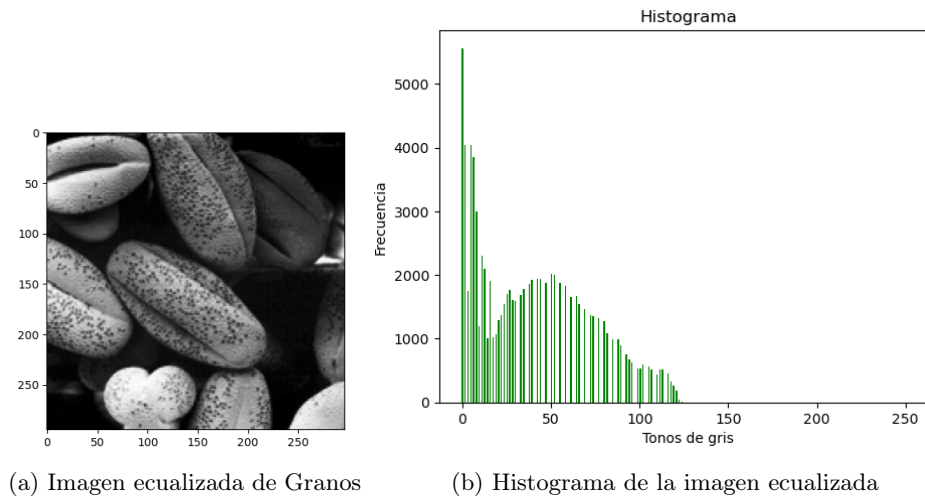 Histograma
5000
4000
3000
2000
1000
0
Frecuencia
0 50 100 150 200 250
Tonos de gris
0
50
100
150
200
250
0 50 100 150 200 250
(a) Imagen ecualizada de Granos
(b) Histograma de la imagen ecualizada